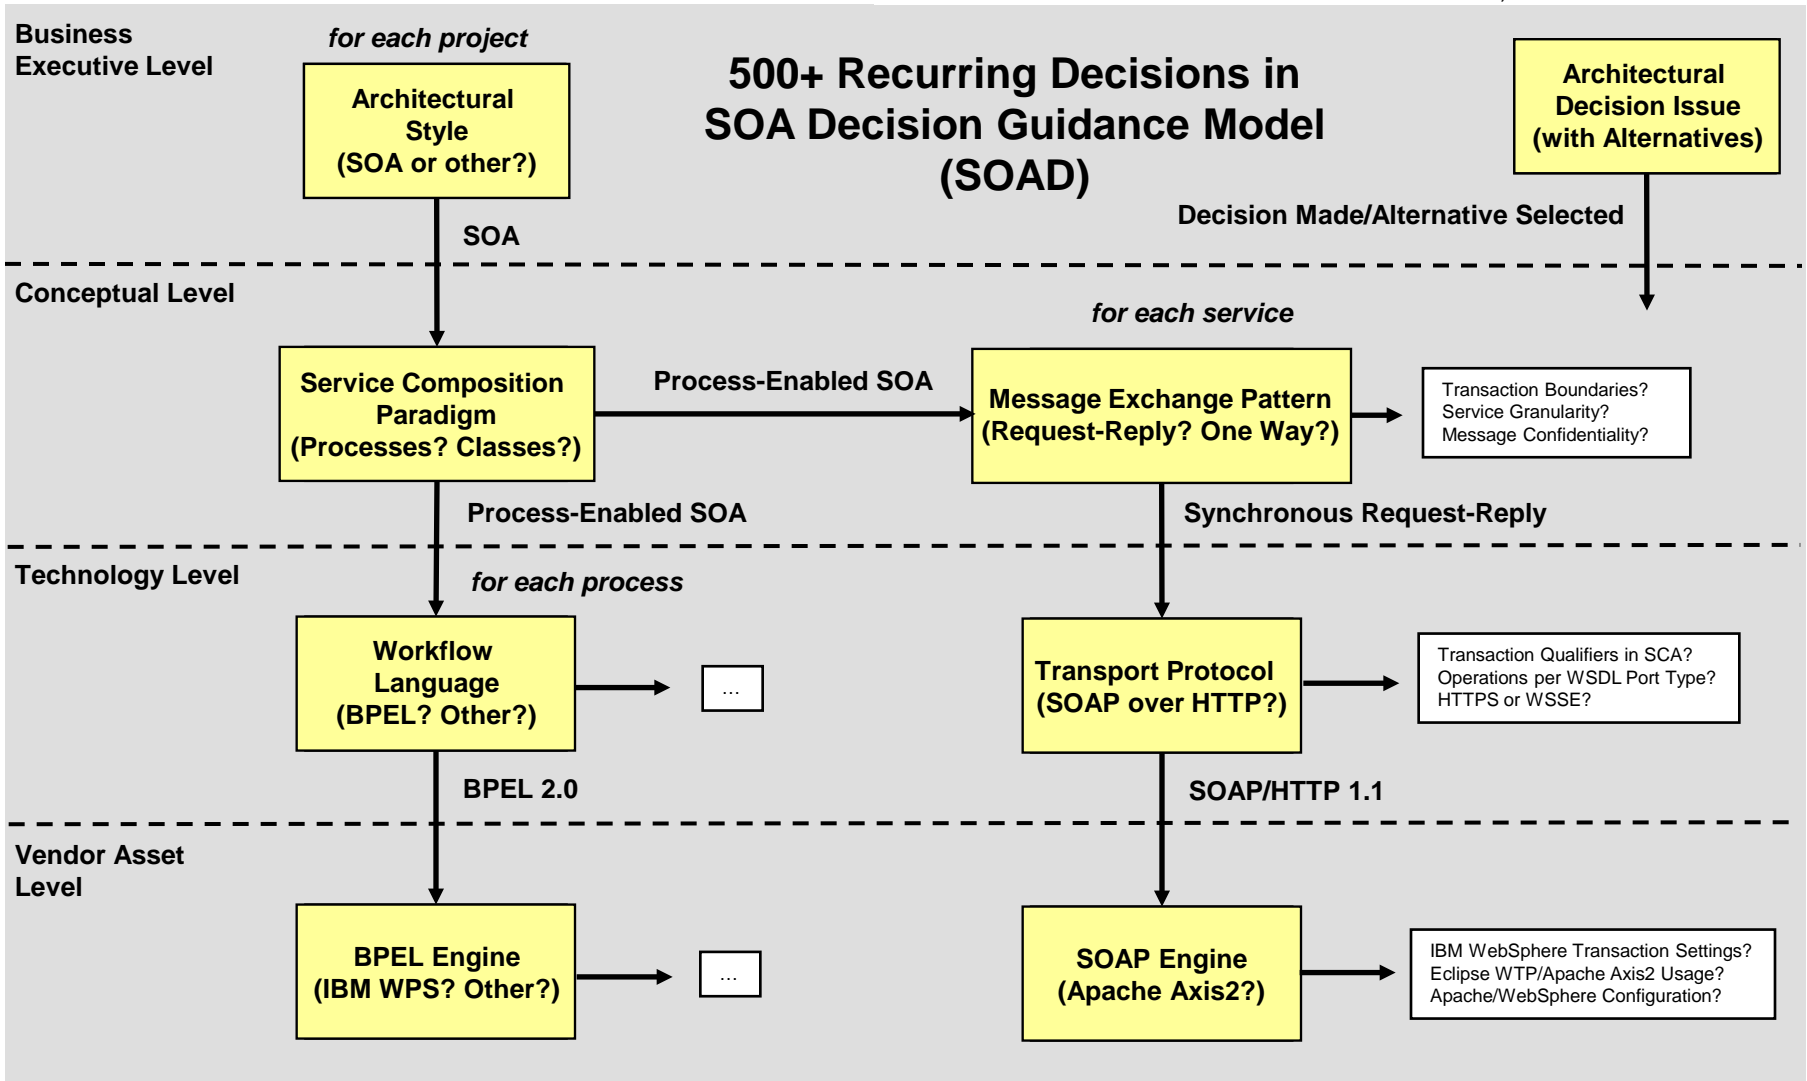 Business
Executive Level
for each project
Architectural
Style
(SOA or other?)
500+ Recurring Decisions in
SOA Decision Guidance Model
(SOAD)
Architectural
Decision Issue
(with Alternatives)
Decision Made/Alternative Selected
SOA
Conceptual Level
for each service
Service Composition
Paradigm
(Processes? Classes?)
Process-Enabled SOA
Message Exchange Pattern
(Request-Reply? One Way?)
Transaction Boundaries?
Service Granularity?
Message Confidentiality?
Process-Enabled SOA
Synchronous Request-Reply
Technology Level
for each process
Workflow
Language
(BPEL? Other?)
...
Transport Protocol
(SOAP over HTTP?)
Transaction Qualifiers in SCA?
Operations per WSDL Port Type?
HTTPS or WSSE?
BPEL 2.0
SOAP/HTTP 1.1
Vendor Asset
Level
BPEL Engine
(IBM WPS? Other?)
...
SOAP Engine
(Apache Axis2?)
IBM WebSphere Transaction Settings?
Eclipse WTP/Apache Axis2 Usage?
Apache/WebSphere Configuration?